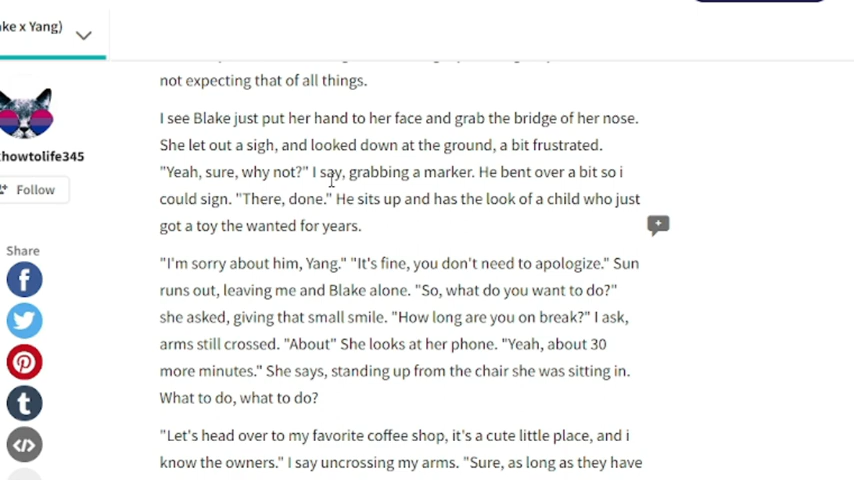 ake x Yang)
not expecting that of all things.
I see Blake just put her hand to her face and grab the bridge of her nose.
She let out a sigh, and looked down at the ground, a bit frustrated.
"Yeah, sure, why not?" I say, grabbing a marker. He bent over a bit so i
could sign. "There, done." He sits up and has the look of a child who just
got a toy the wanted for years.
howtolife345
Follow
Share
"I'm sorry about him, Yang." "It's fine, you don't need to apologize." Sun
runs out, leaving me and Blake alone. "So, what do you want to do?"
she asked, giving that small smile. "How long are you on break?" I ask,
arms still crossed. "About" She looks at her phone. "Yeah, about 30
more minutes." She says, standing up from the chair she was sitting in.
What to do, what to do?
"Let's head over to my favorite coffee shop, it's a cute little place, and i
know the owners." I say uncrossing my arms. "Sure, as long as they have